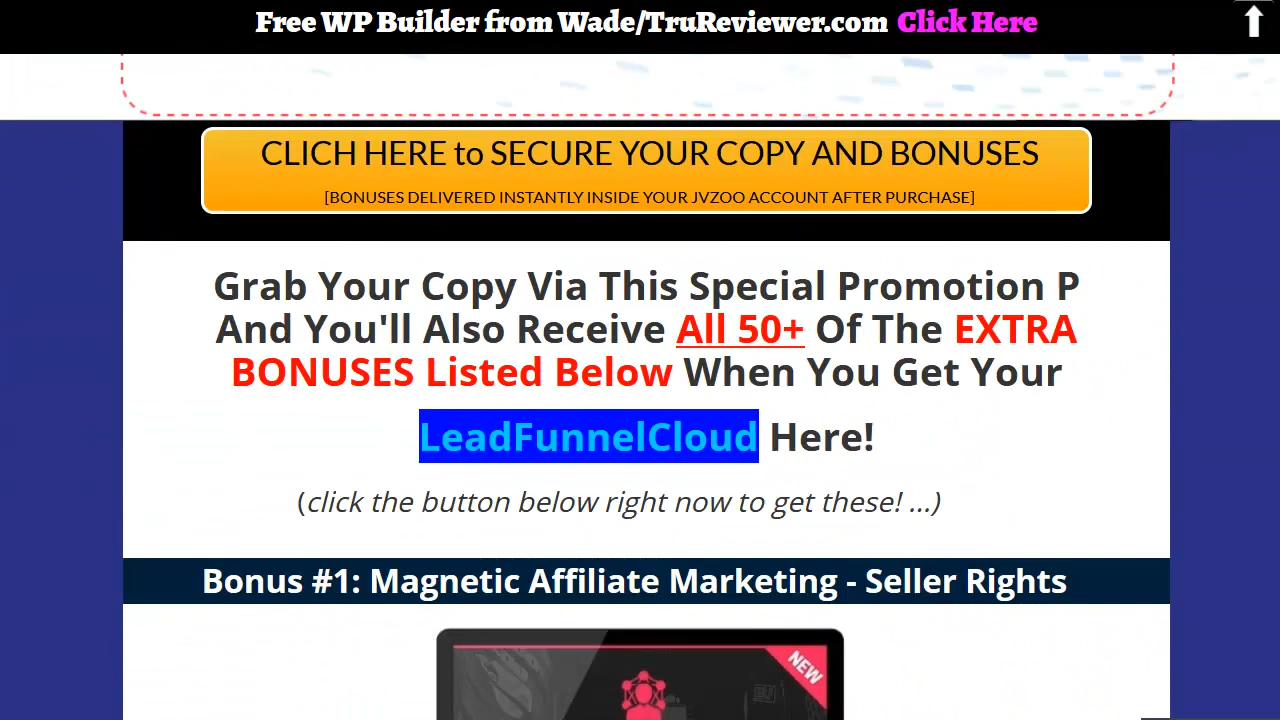 Free WP Builder from Wade/TruReviewer.com Click Here
CLICH HERE to SECURE YOUR COPY AND BONUSES
[BONUSES DELIVERED INSTANTLY INSIDE YOUR JVZOO ACCOUNT AFTER PURCHASE]
Grab Your Copy Via This Special Promotion P
And You'll Also Receive All 50+ Of The EXTRA
BONUSES Listed Below When You Get Your
LeadFunnelCloud Here!
(click the button below right now to get these! ...)
Bonus #1: Magnetic Affiliate Marketing - Seller Rights
NEW